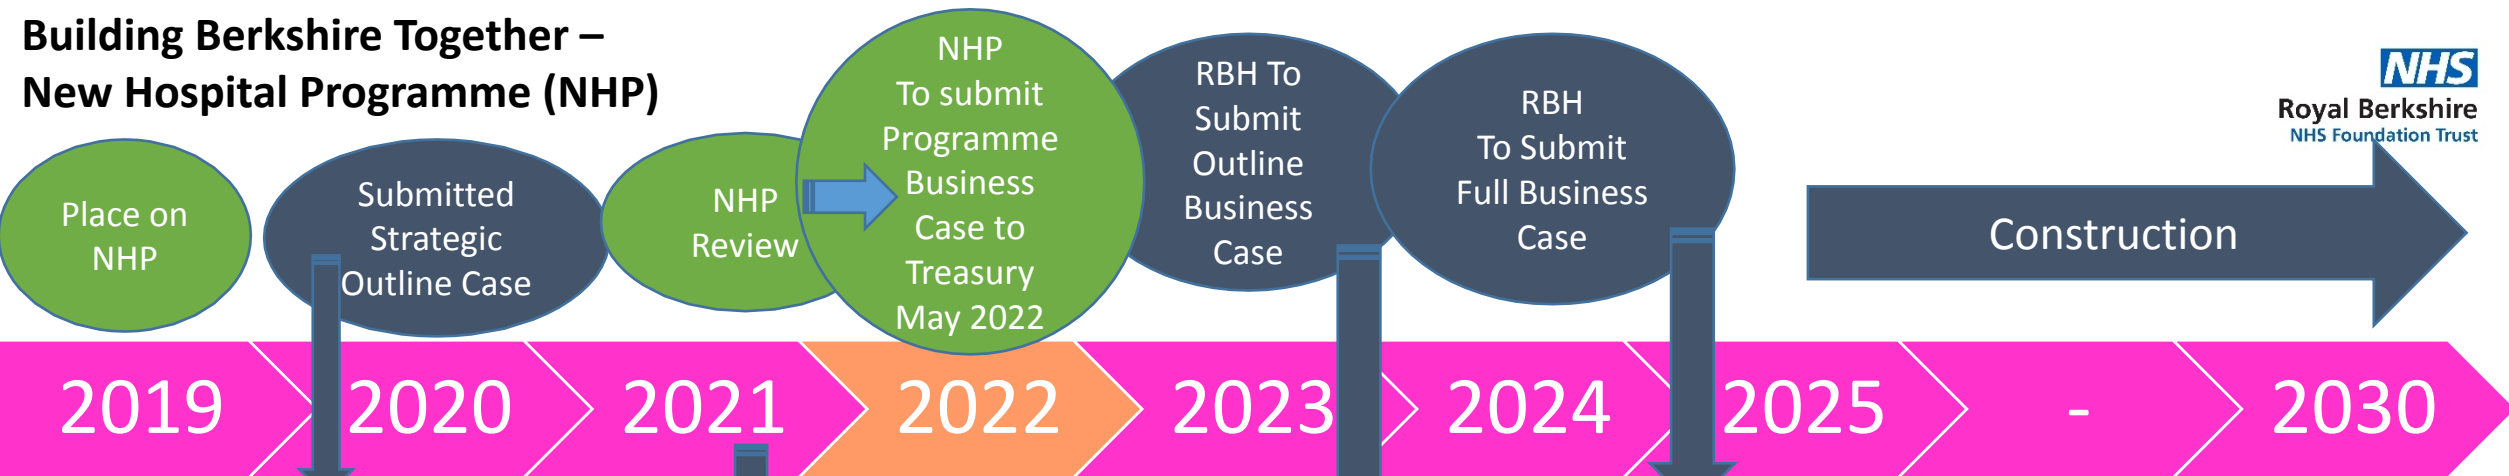 Building Berkshire Together –
New Hospital Programme (NHP)
Place on
NHP
Submitted
Strategic
Outline Case
NHP
Review
NHP
To submit
Programme
Business
Case to
Treasury
May 2022
RBH To
Submit
Outline
Business
Case
RBH
To Submit
Full Business
Case
NHS
Royal Berkshire
NHS Foundation Trust
Construction
2019
2020
2021
2022
2023
2024
2025
-
2030